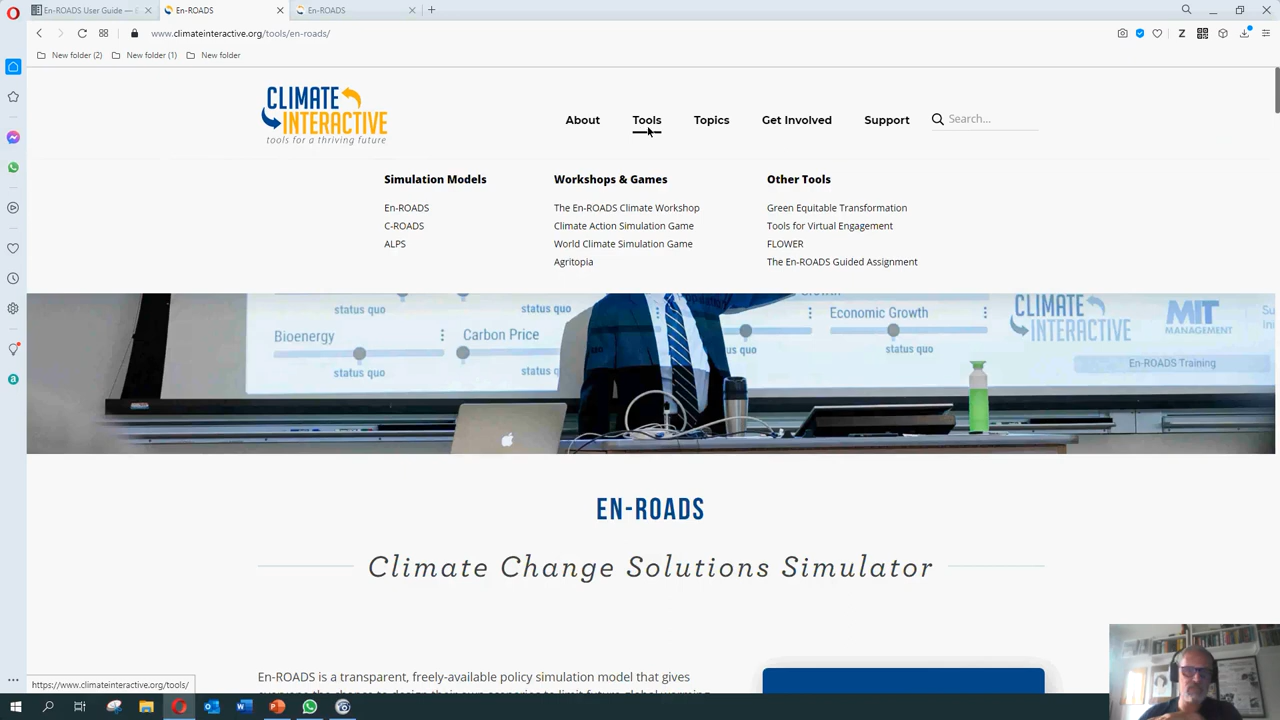 En-ROADS User Guide —
En-ROADS
En-ROADS
www.climateinteractive.org/tools/en-roads/
New folder (2)
New folder (1)
New folder
CLIMATE
INTERACTIVE
tools for a thriving future
About
Tools
Topics
Get Involved
Support
Search...
Simulation Models
En-ROADS
C-ROADS
ALPS
Workshops & Games
The En-ROADS Climate Workshop
Climate Action Simulation Game
World Climate Simulation Game
Agritopia
Other Tools
Green Equitable Transformation
Tools for Virtual Engagement
FLOWER
The En-ROADS Guided Assignment
status quo
status quo
Bioenergy
status quo
Carbon Price
status quo
Economic Growth
status quo
CLIMATE
INTERACTIVE
MIT
MANAGEMENT
En-ROADS Training
EN-ROADS
Climate Change Solutions Simulator
En-ROADS is a transparent, freely-available policy simulation model that gives
https://www.climateinteractive.org/tools/